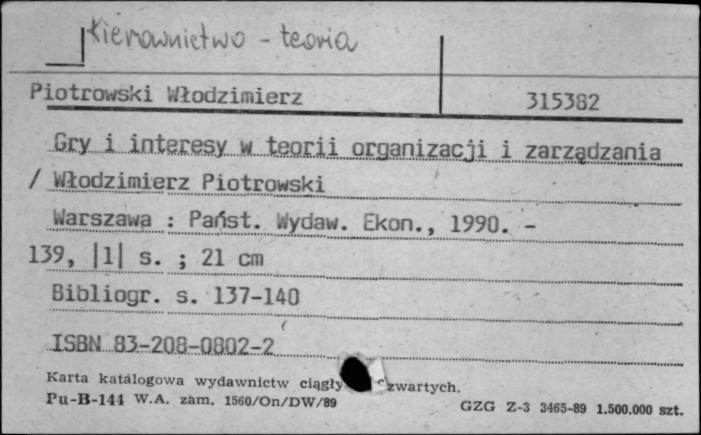 Kierownictwo - teoria
Piotrowski Włodzimierz 315382
Gry i interesy w teorii organizacji i zarządzania
/ Włodzimierz Piotrowski
Warszawa : Państ. Wydaw. Ekon., 1990. -
139, |1| s. ; 21 cm
Bibliogr. s. 137-140
ISBN 83-208-0802-2
Karta katalogowa wydawnictw ciągły zwartych.
Pu-B-144 W.A. zam. 1560/On/DW/89 GZG Z-3 3465-89 1.500.000 szt.